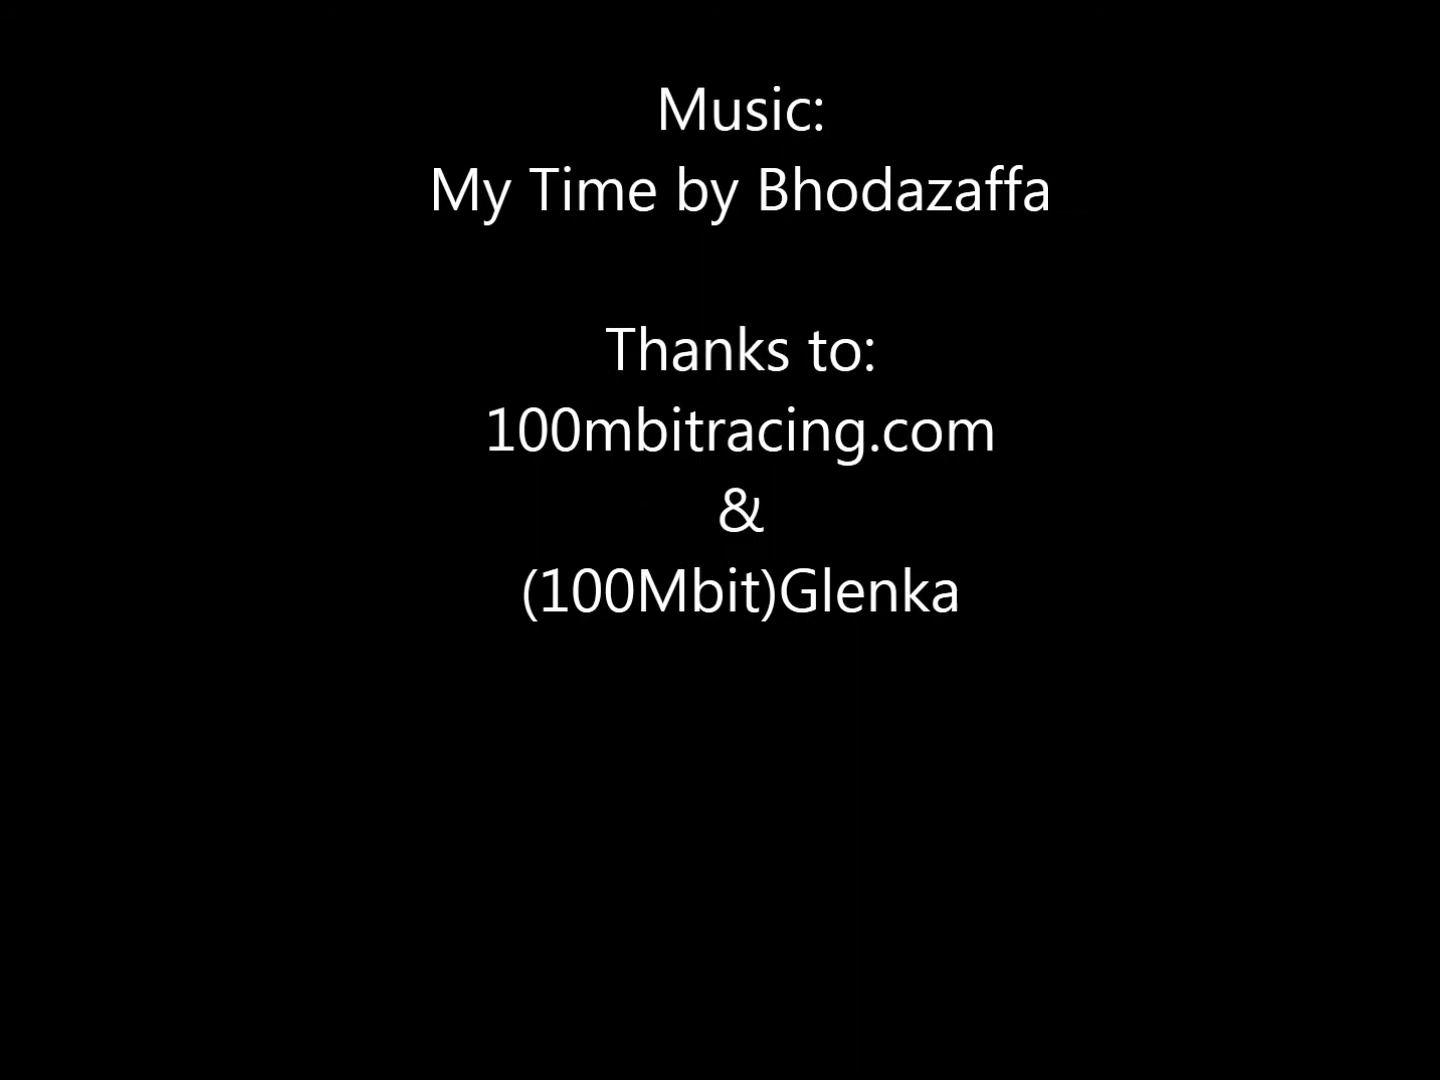 Music:
My Time by Bhodazaffa
Thanks to:
100mbitracing.com
&
(100Mbit)Glenka